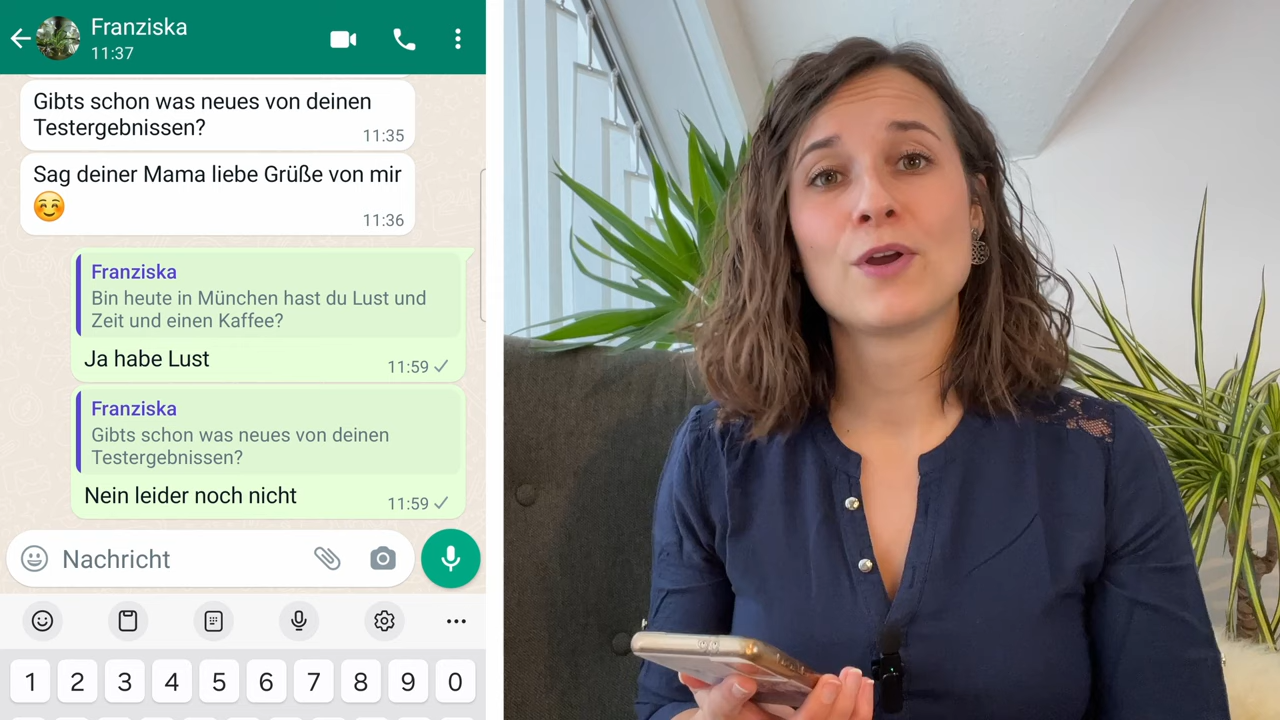 Franziska
11:37
Gibts schon was neues von deinen
Testergebnissen?
11:35
Sag deiner Mama liebe Grüße von mir
☺️
11:36
Franziska
Bin heute in München hast du Lust und
Zeit und einen Kaffee?
Ja habe Lust
11:59
Franziska
Gibts schon was neues von deinen
Testergebnissen?
Nein leider noch nicht
11:59
Nachricht
1 2 3 4 5 6 7 8 9 0